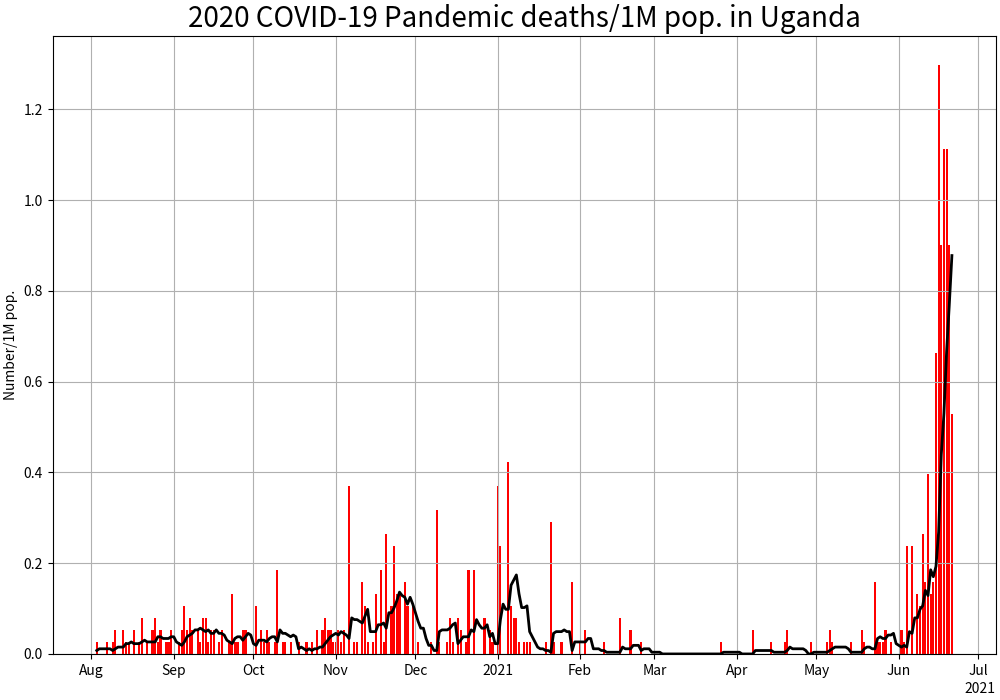 2020 COVID-19 Pandemic deaths/1M pop. in Uganda
Number/1M pop.
1.2
1.0
0.8
0.6
0.4
0.2
0.0
Aug Sep Oct Nov Dec 2021 Feb Mar Apr May Jun Jul
2021